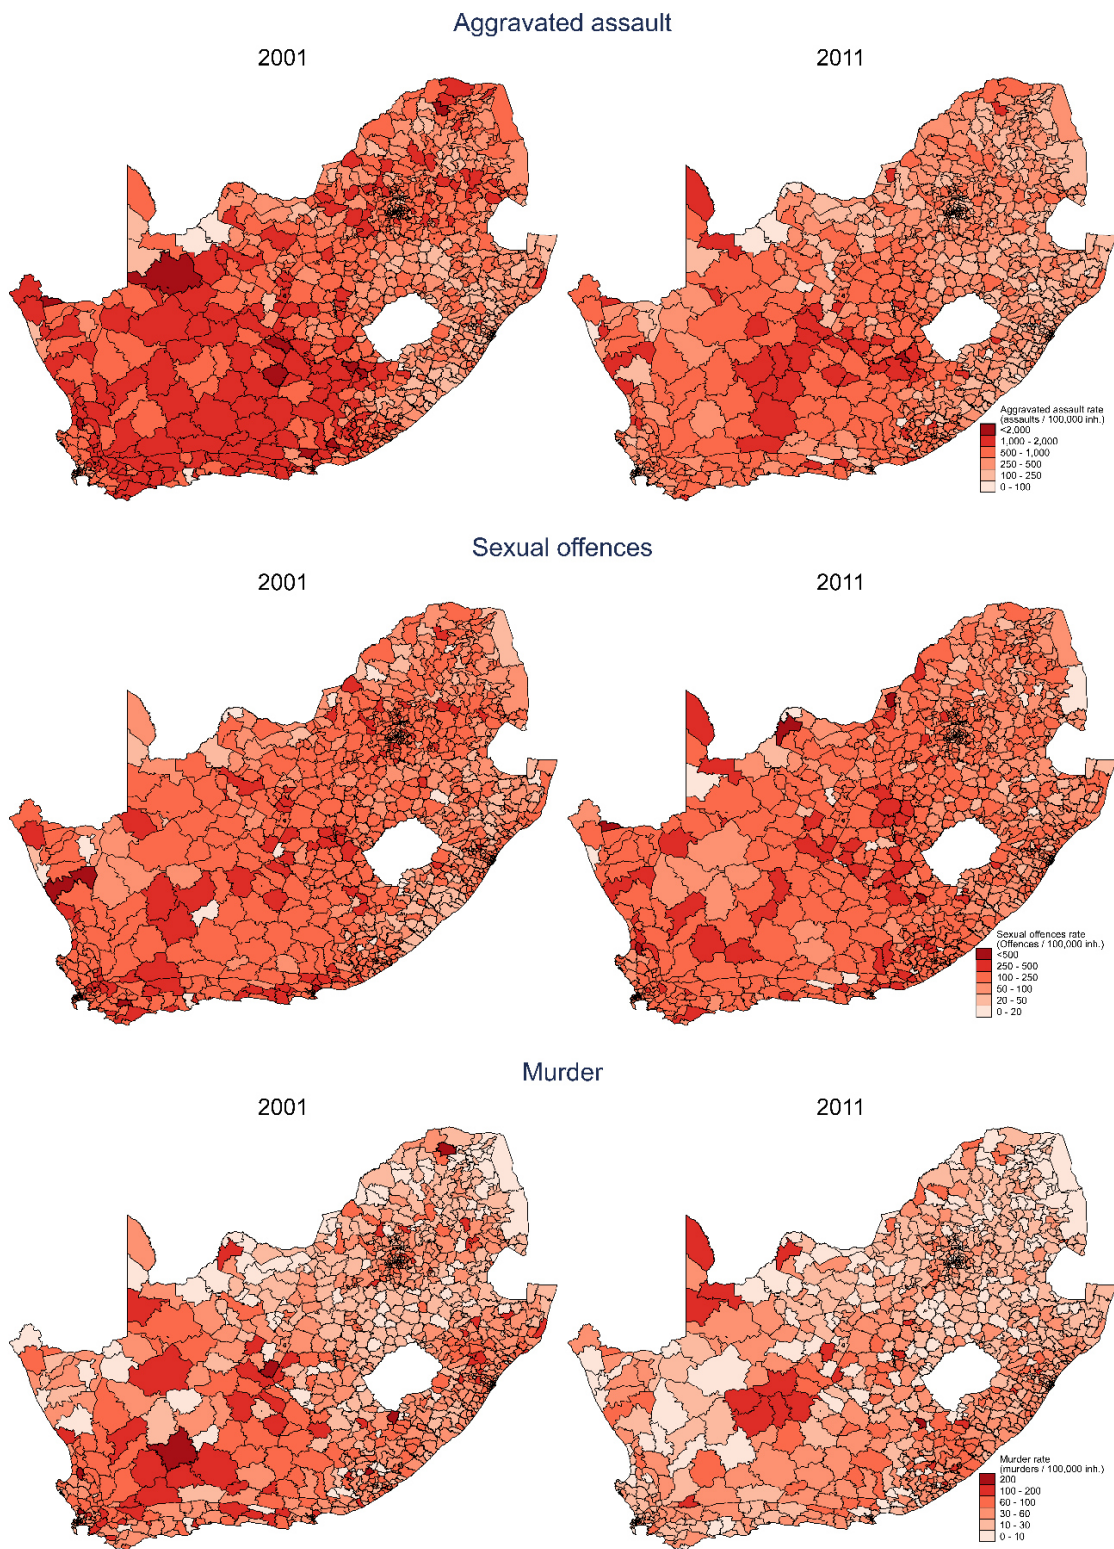 Aggravated assault
2001
2011
Aggravated assault rate
(assaults / 100,000 inh.)
<2,000
1,000 - 2,000
500 - 1,000
250 - 500
100 - 250
0 - 100
Sexual offences
2001
2011
Sexual offences rate
(Offences / 100,000 inh.)
<500
250 - 500
100 - 250
50 - 100
20 - 50
0 - 20
Murder
2001
2011
Murder rate
(murders / 100,000 inh.)
200
100 - 200
60 - 100
30 - 60
10 - 30
0 - 10